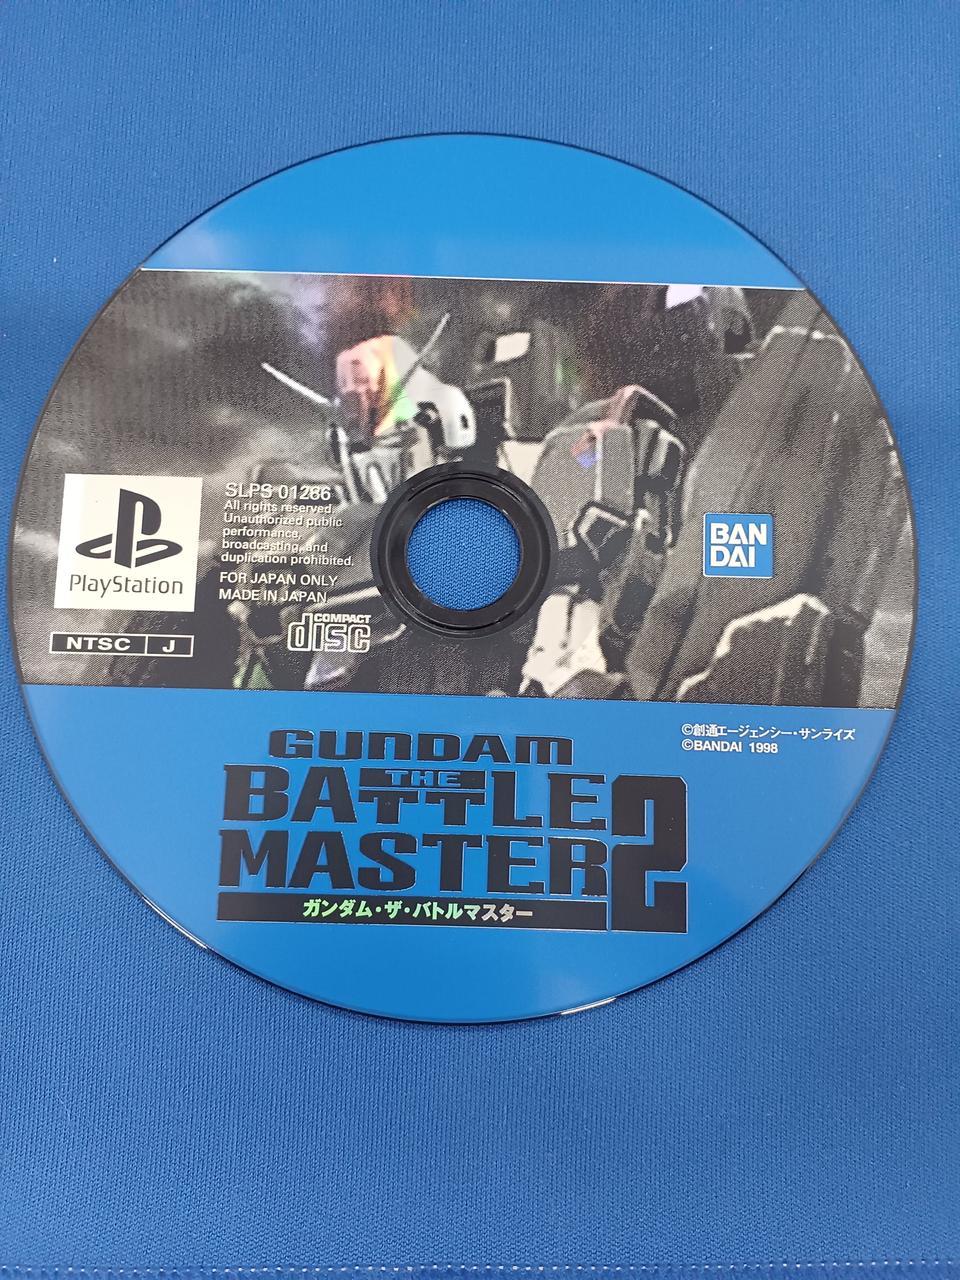 SLPS 01286
All rights reserved.
Unauthorized public
performance,
broadcasting, and
duplication prohibited.
FOR JAPAN ONLY
MADE IN JAPAN
PlayStation
NTSC J
COMPACT
disc
BAN
DAI
©創通エージェンシー・サンライズ
©BANDAI 1998
GUNDAM
THE
BATTLE
MASTER 2
ガンダム・ザ・バトルマスター